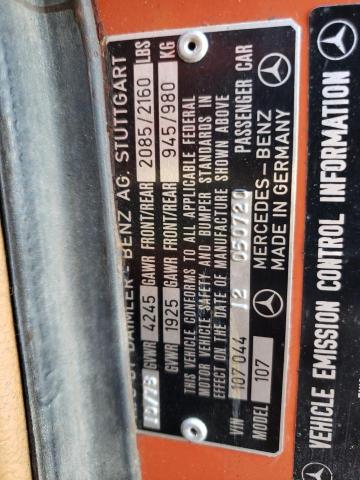 DAIMLER-BENZ AG. STUTTGART
GVWR 4245 GAWR FRONT/REAR 2085/2160 LBS
GVWR 1925 GAWR FRONT/REAR 945/980 KG
THIS VEHICLE CONFORMS TO ALL APPLICABLE FEDERAL
MOTOR VEHICLE SAFETY AND BUMPER STANDARDS IN
EFFECT ON THE DATE OF MANUFACTURE SHOWN ABOVE
VIN 107 044 12 050720 PASSENGER CAR
MODEL 107 MERCEDES-BENZ
MADE IN GERMANY
VEHICLE EMISSION CONTROL INFORMATION